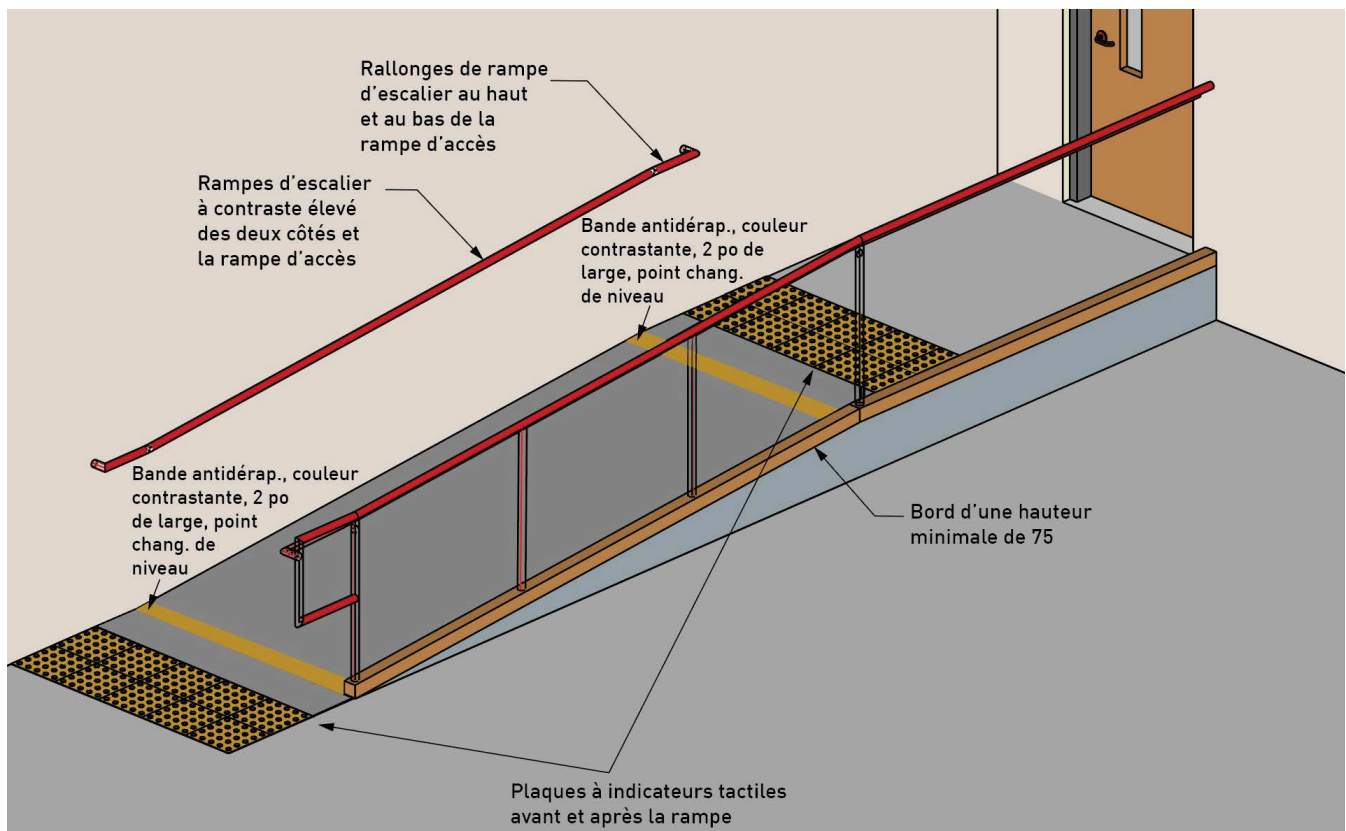 Rallonges de rampe
d'escalier au haut
et au bas de la
rampe d'accès
Rampes d'escalier
à contraste élevé
des deux côtés et
la rampe d'accès
Bande antidérap., couleur
contrastante, 2 po de
large, point chang.
de niveau
Bande antidérap., couleur
contrastante, 2 po
de large, point
chang. de
niveau
Bord d'une hauteur
minimale de 75
Plaques à indicateurs tactiles
avant et après la rampe